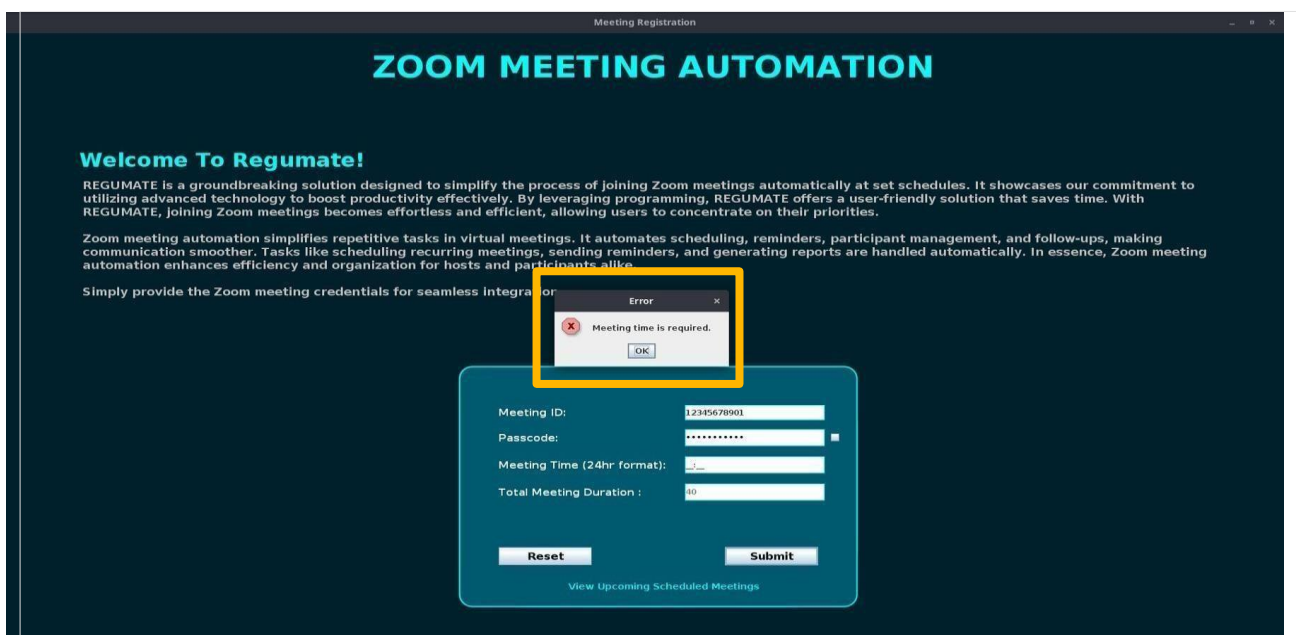 Meeting Registration
ZOOM MEETING AUTOMATION
Welcome To Regumate!
REGUMATE is a groundbreaking solution designed to simplify the process of joining Zoom meetings automatically at set schedules. It showcases our commitment to
utilizing advanced technology to boost productivity effectively. By leveraging programming, REGUMATE offers a user-friendly solution that saves time. With
REGUMATE, joining Zoom meetings becomes effortless and efficient, allowing users to concentrate on their priorities.
Zoom meeting automation simplifies repetitive tasks in virtual meetings. It automates scheduling, reminders, participant management, and follow-ups, making
communication smoother. Tasks like scheduling recurring meetings, sending reminders, and generating reports are handled automatically. In essence, Zoom meeting
automation enhances efficiency and organization for hosts and participants alike.
Simply provide the Zoom meeting credentials for seamless integration
Error
Meeting time is required.
OK
Meeting ID: 12345678901
Passcode: •••••••••••
Meeting Time (24hr format): __:__
Total Meeting Duration : 40
Reset Submit
View Upcoming Scheduled Meetings